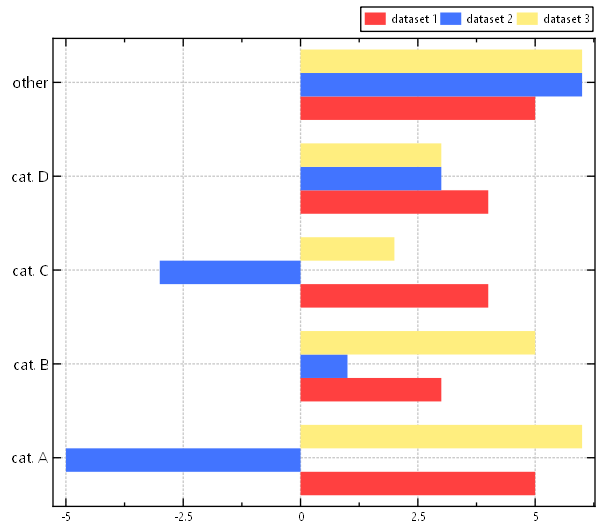 dataset 1 dataset 2 dataset 3
other
cat. D
cat. C
cat. B
cat. A
-5 -2.5 0 2.5 5